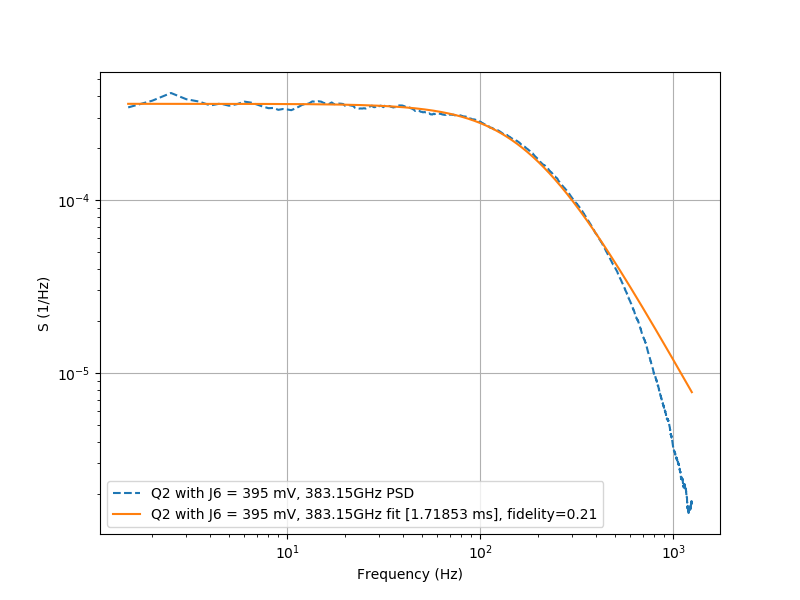 S (1/Hz)
10⁻⁴
10⁻⁵
10¹
10²
10³
Frequency (Hz)
Q2 with J6 = 395 mV, 383.15GHz PSD
Q2 with J6 = 395 mV, 383.15GHz fit [1.71853 ms], fidelity=0.21